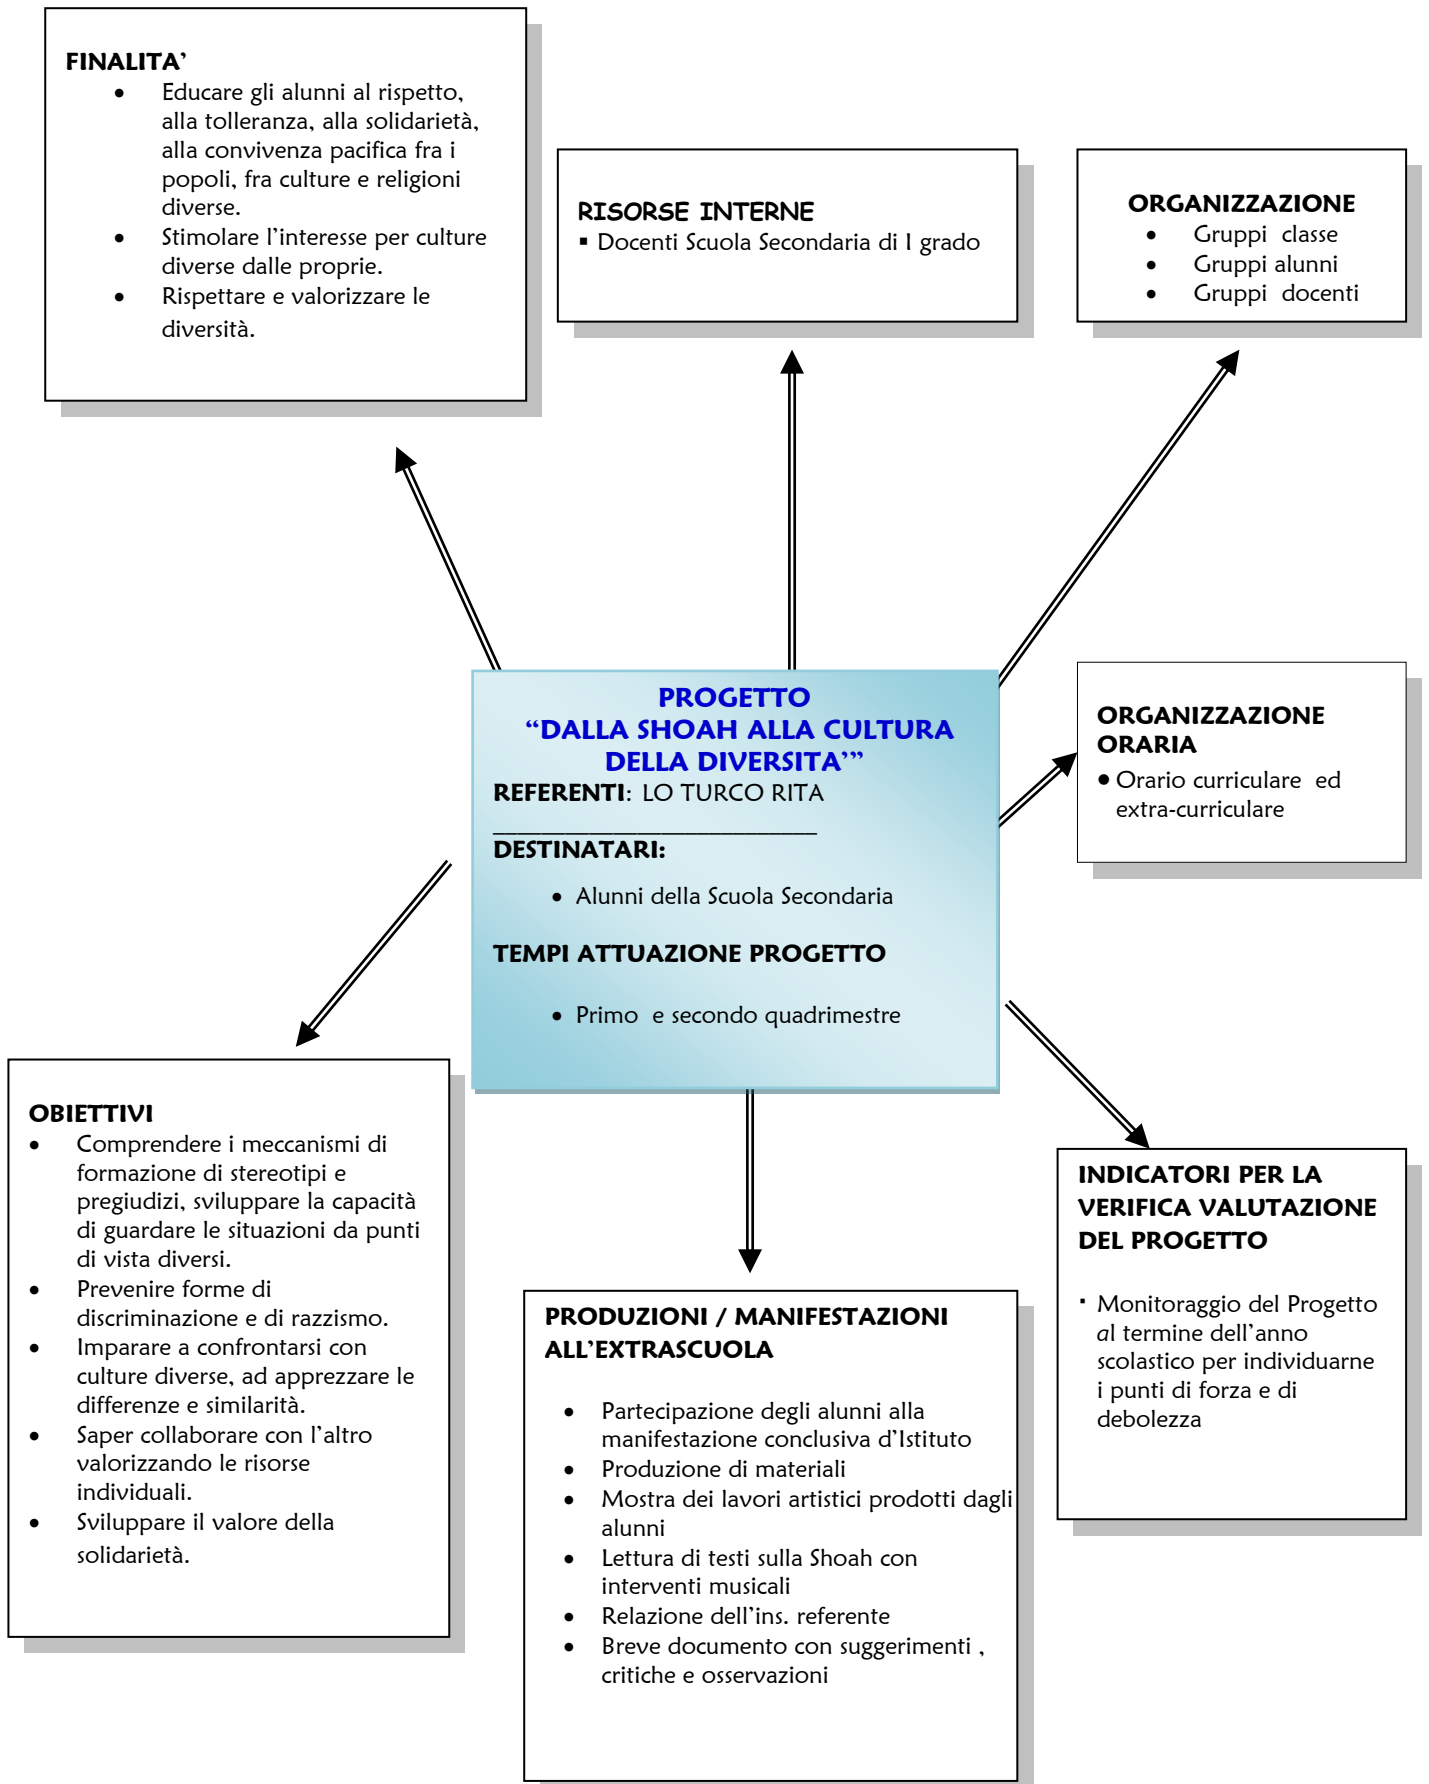 FINALITA’
• Educare gli alunni al rispetto,
alla tolleranza, alla solidarietà,
alla convivenza pacifica fra i
popoli, fra culture e religioni
diverse.
• Stimolare l’interesse per culture
diverse dalle proprie.
• Rispettare e valorizzare le
diversità.
RISORSE INTERNE
▪ Docenti Scuola Secondaria di I grado
ORGANIZZAZIONE
• Gruppi classe
• Gruppi alunni
• Gruppi docenti
PROGETTO
“DALLA SHOAH ALLA CULTURA
DELLA DIVERSITA’”
REFERENTI: LO TURCO RITA
___________________________
DESTINATARI:
• Alunni della Scuola Secondaria
TEMPI ATTUAZIONE PROGETTO
• Primo e secondo quadrimestre
ORGANIZZAZIONE
ORARIA
• Orario curriculare ed
extra-curriculare
OBIETTIVI
• Comprendere i meccanismi di
formazione di stereotipi e
pregiudizi, sviluppare la capacità
di guardare le situazioni da punti
di vista diversi.
• Prevenire forme di
discriminazione e di razzismo.
• Imparare a confrontarsi con
culture diverse, ad apprezzare le
differenze e similarità.
• Saper collaborare con l’altro
valorizzando le risorse
individuali.
• Sviluppare il valore della
solidarietà.
PRODUZIONI / MANIFESTAZIONI
ALL’EXTRASCUOLA
• Partecipazione degli alunni alla
manifestazione conclusiva d’Istituto
• Produzione di materiali
• Mostra dei lavori artistici prodotti dagli
alunni
• Lettura di testi sulla Shoah con
interventi musicali
• Relazione dell’ins. referente
• Breve documento con suggerimenti ,
critiche e osservazioni
INDICATORI PER LA
VERIFICA VALUTAZIONE
DEL PROGETTO
▪ Monitoraggio del Progetto
al termine dell’anno
scolastico per individuarne
i punti di forza e di
debolezza